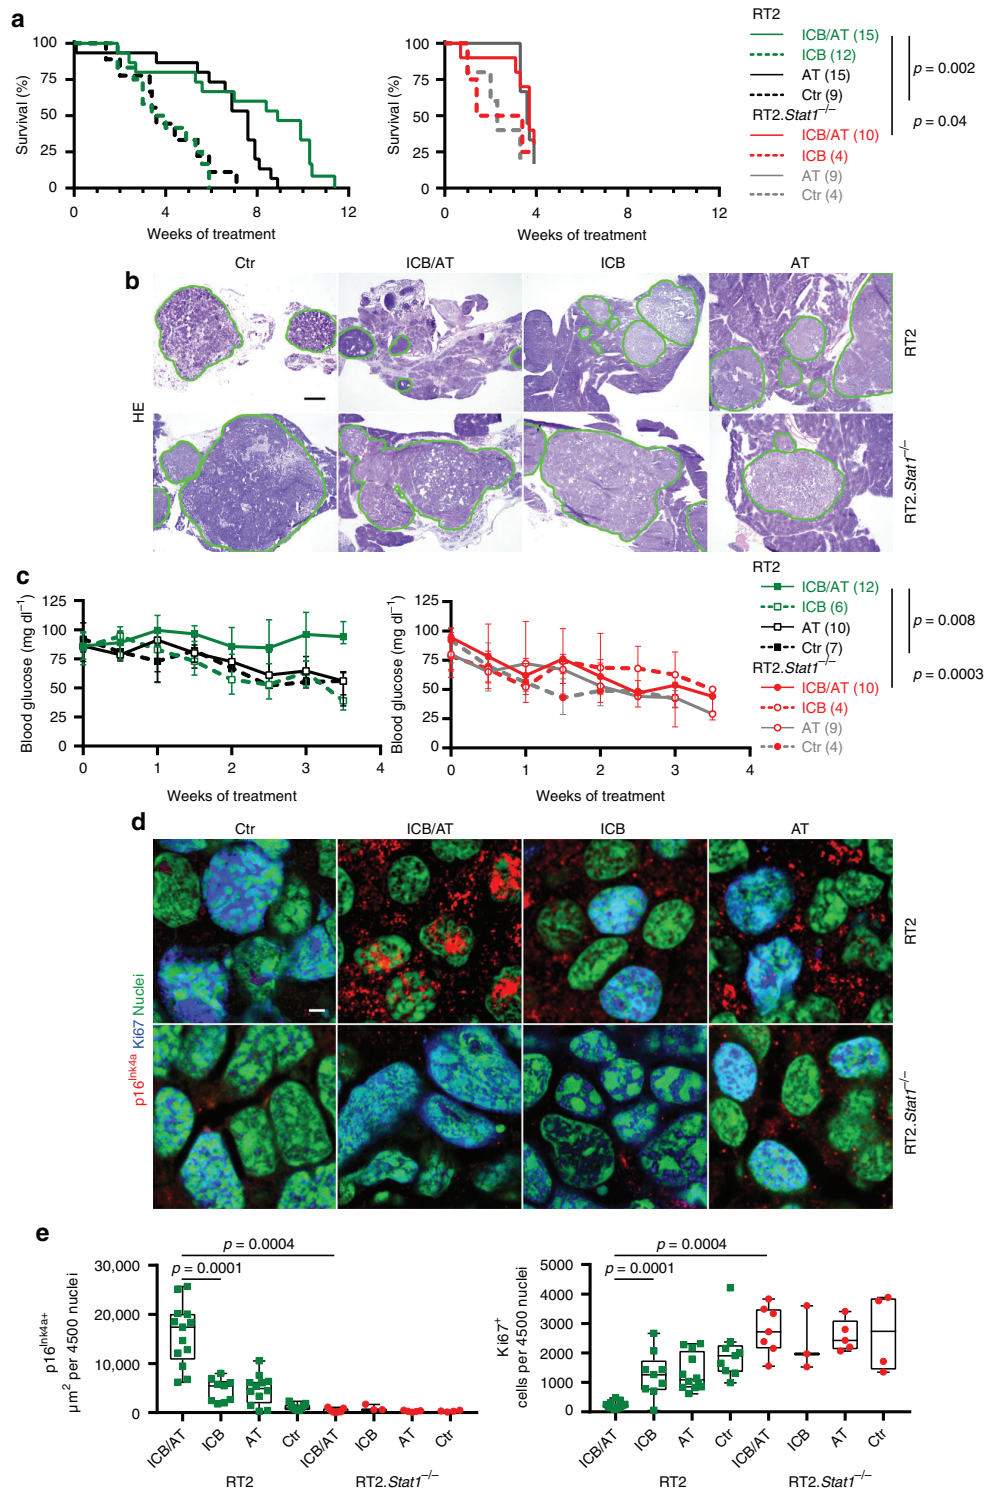 a
RT2
ICB/AT (15)
ICB (12)
AT (15)
Ctr (9)
p = 0.002
RT2.Stat1⁻/⁻
p = 0.04
ICB/AT (10)
ICB (4)
AT (9)
Ctr (4)
Survival (%)
100
75
50
25
0
0 4 8 12
Weeks of treatment
Survival (%)
100
75
50
25
0
0 4 8 12
Weeks of treatment
b
Ctr ICB/AT ICB AT
HE
RT2
RT2.Stat1⁻/⁻
c
RT2
ICB/AT (12)
ICB (6)
AT (10)
Ctr (7)
p = 0.008
RT2.Stat1⁻/⁻
p = 0.0003
ICB/AT (10)
ICB (4)
AT (9)
Ctr (4)
Blood glucose (mg dl⁻¹)
125
100
75
50
25
0
0 1 2 3 4
Weeks of treatment
Blood glucose (mg dl⁻¹)
125
100
75
50
25
0
0 1 2 3 4
Weeks of treatment
d
Ctr ICB/AT ICB AT
p16^Ink4a Ki67 Nuclei
RT2
RT2.Stat1⁻/⁻
e
p = 0.0004
p = 0.0001
p16^Ink4a+
µm² per 4500 nuclei
30,000
20,000
10,000
0
ICB/AT ICB AT Ctr ICB/AT ICB AT Ctr
RT2 RT2.Stat1⁻/⁻
p = 0.0004
p = 0.0001
Ki67⁺
cells per 4500 nuclei
5000
4000
3000
2000
1000
0
ICB/AT ICB AT Ctr ICB/AT ICB AT Ctr
RT2 RT2.Stat1⁻/⁻